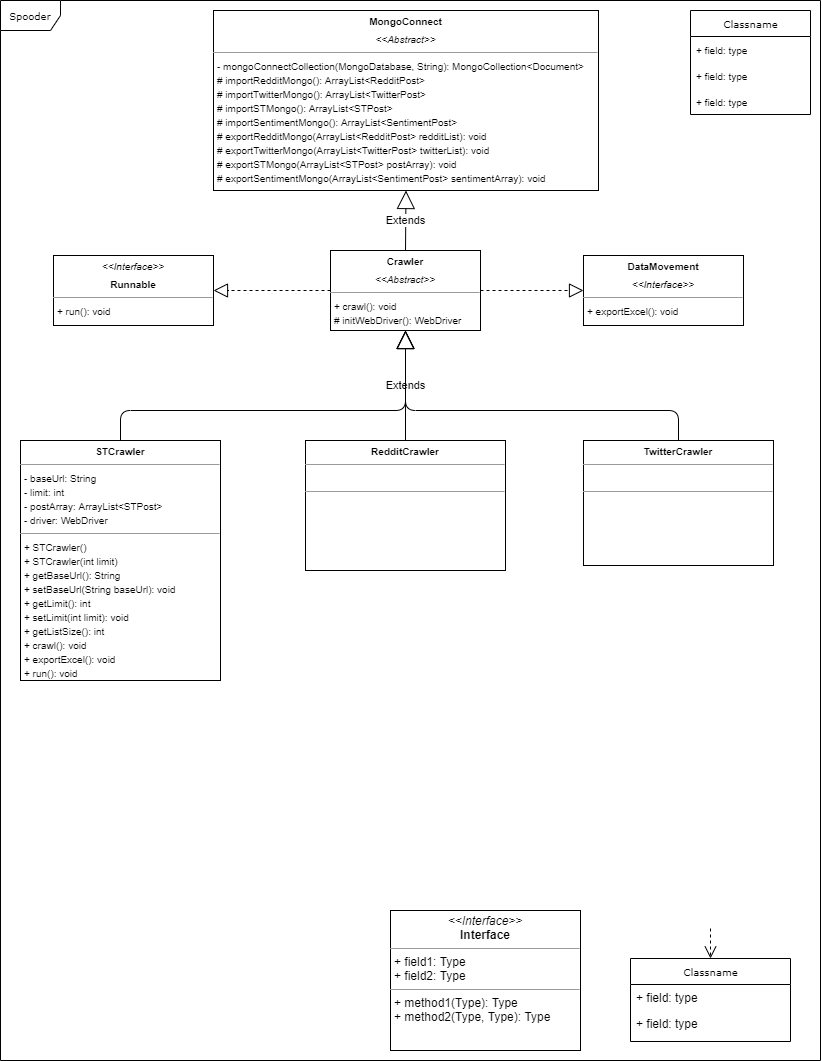 Spooder
MongoConnect
<<Abstract>>
- mongoConnectCollection(MongoDatabase, String): MongoCollection<Document>
# importRedditMongo(): ArrayList<RedditPost>
# importTwitterMongo(): ArrayList<TwitterPost>
# importSTMongo(): ArrayList<STPost>
# importSentimentMongo(): ArrayList<SentimentPost>
# exportRedditMongo(ArrayList<RedditPost> redditList): void
# exportTwitterMongo(ArrayList<TwitterPost> twitterList): void
# exportSTMongo(ArrayList<STPost> postArray): void
# exportSentimentMongo(ArrayList<SentimentPost> sentimentArray): void
Classname
+ field: type
+ field: type
+ field: type
Extends
<<Interface>>
Runnable
+ run(): void
Crawler
<<Abstract>>
+ crawl(): void
# initWebDriver(): WebDriver
DataMovement
<<Interface>>
+ exportExcel(): void
Extends
STCrawler
- baseUrl: String
- limit: int
- postArray: ArrayList<STPost>
- driver: WebDriver
+ STCrawler()
+ STCrawler(int limit)
+ getBaseUrl(): String
+ setBaseUrl(String baseUrl): void
+ getLimit(): int
+ setLimit(int limit): void
+ getListSize(): int
+ crawl(): void
+ exportExcel(): void
+ run(): void
RedditCrawler
TwitterCrawler
<<Interface>>
Interface
+ field1: Type
+ field2: Type
+ method1(Type): Type
+ method2(Type, Type): Type
Classname
+ field: type
+ field: type